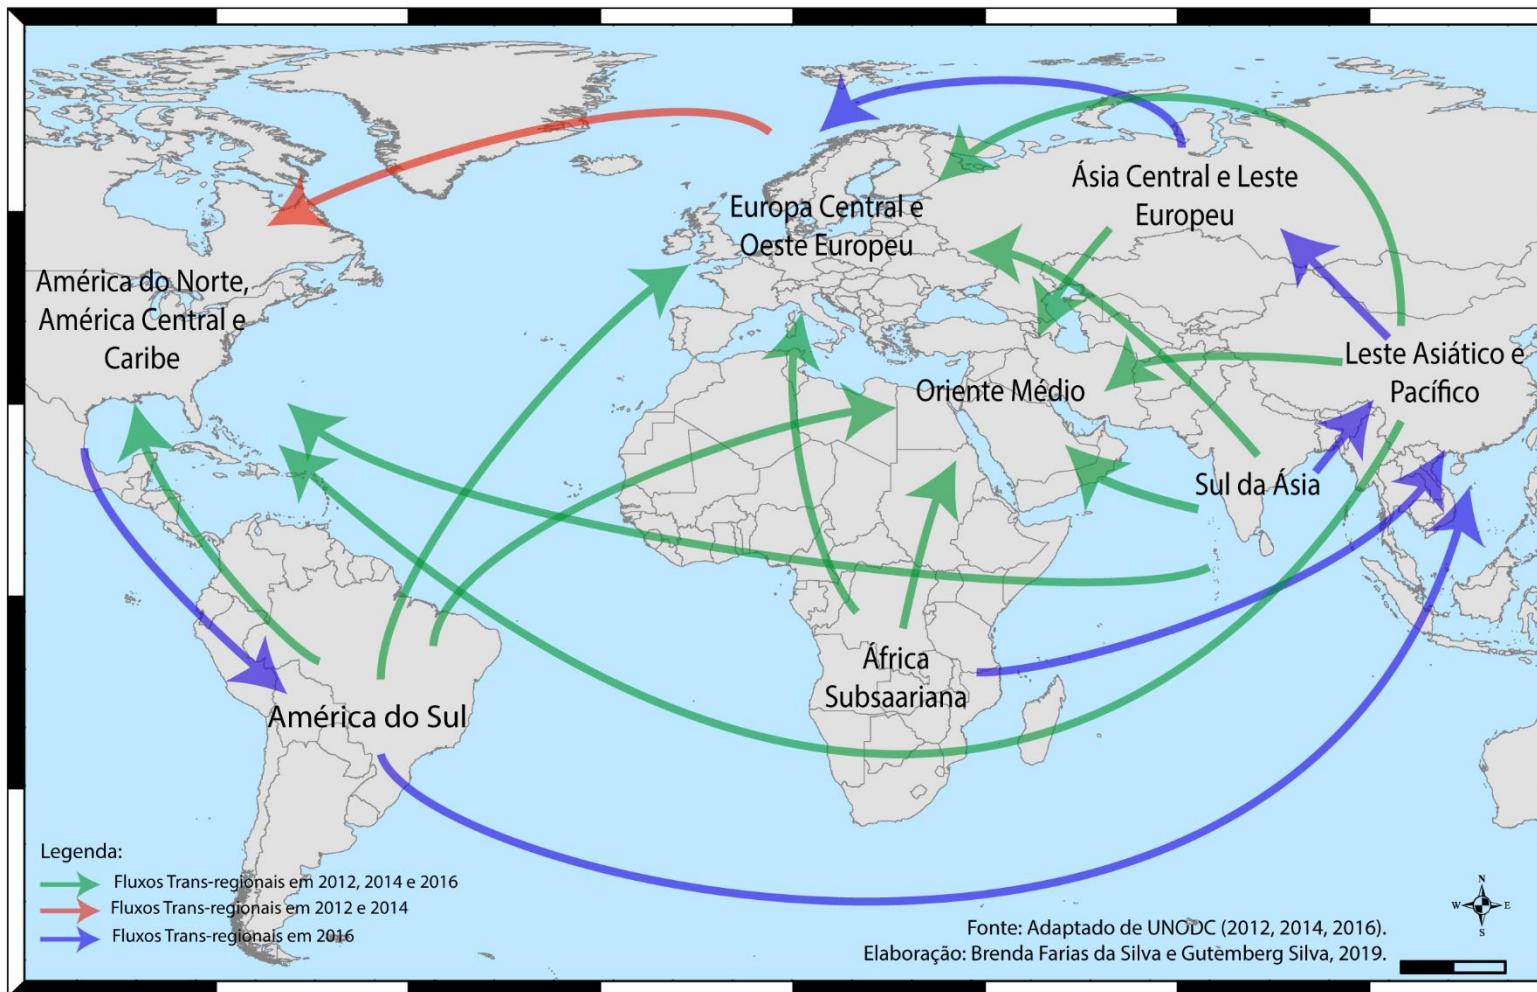 Ásia Central e Leste
Europeu
Europa Central e
Oeste Europeu
América do Norte,
América Central e
Caribe
Leste Asiático e
Pacífico
Oriente Médio
Sul da Ásia
África
Subsaariana
América do Sul
Legenda:
Fluxos Trans-regionais em 2012, 2014 e 2016
Fluxos Trans-regionais em 2012 e 2014
Fluxos Trans-regionais em 2016
N
W E
S
Fonte: Adaptado de UNODC (2012, 2014, 2016).
Elaboração: Brenda Farias da Silva e Gutemberg Silva, 2019.